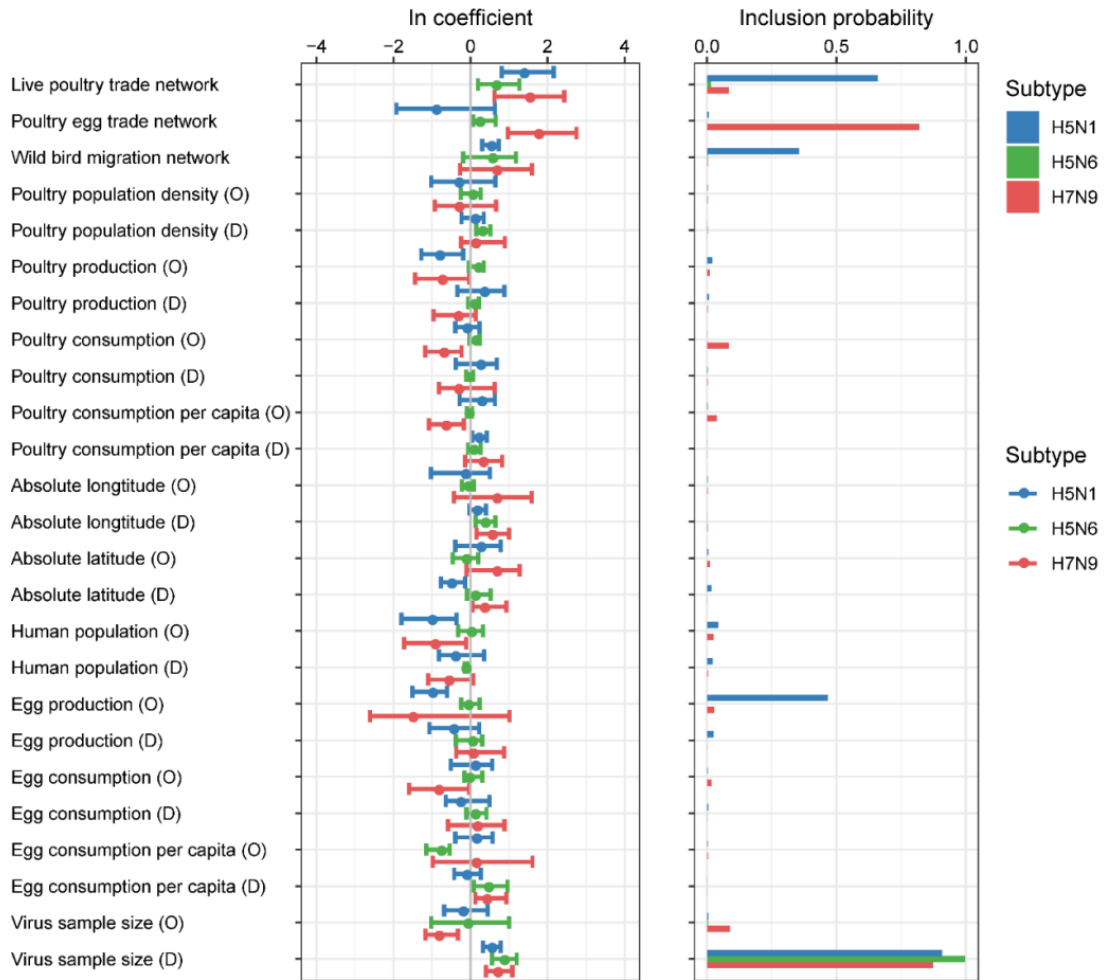 ln coefficient Inclusion probability
−4 −2 0 2 4 0.0 0.5 1.0
Live poultry trade network
Poultry egg trade network
Wild bird migration network
Poultry population density (O)
Poultry population density (D)
Poultry production (O)
Poultry production (D)
Poultry consumption (O)
Poultry consumption (D)
Poultry consumption per capita (O)
Poultry consumption per capita (D)
Absolute longtitude (O)
Absolute longtitude (D)
Absolute latitude (O)
Absolute latitude (D)
Human population (O)
Human population (D)
Egg production (O)
Egg production (D)
Egg consumption (O)
Egg consumption (D)
Egg consumption per capita (O)
Egg consumption per capita (D)
Virus sample size (O)
Virus sample size (D)
Subtype
H5N1
H5N6
H7N9
Subtype
H5N1
H5N6
H7N9